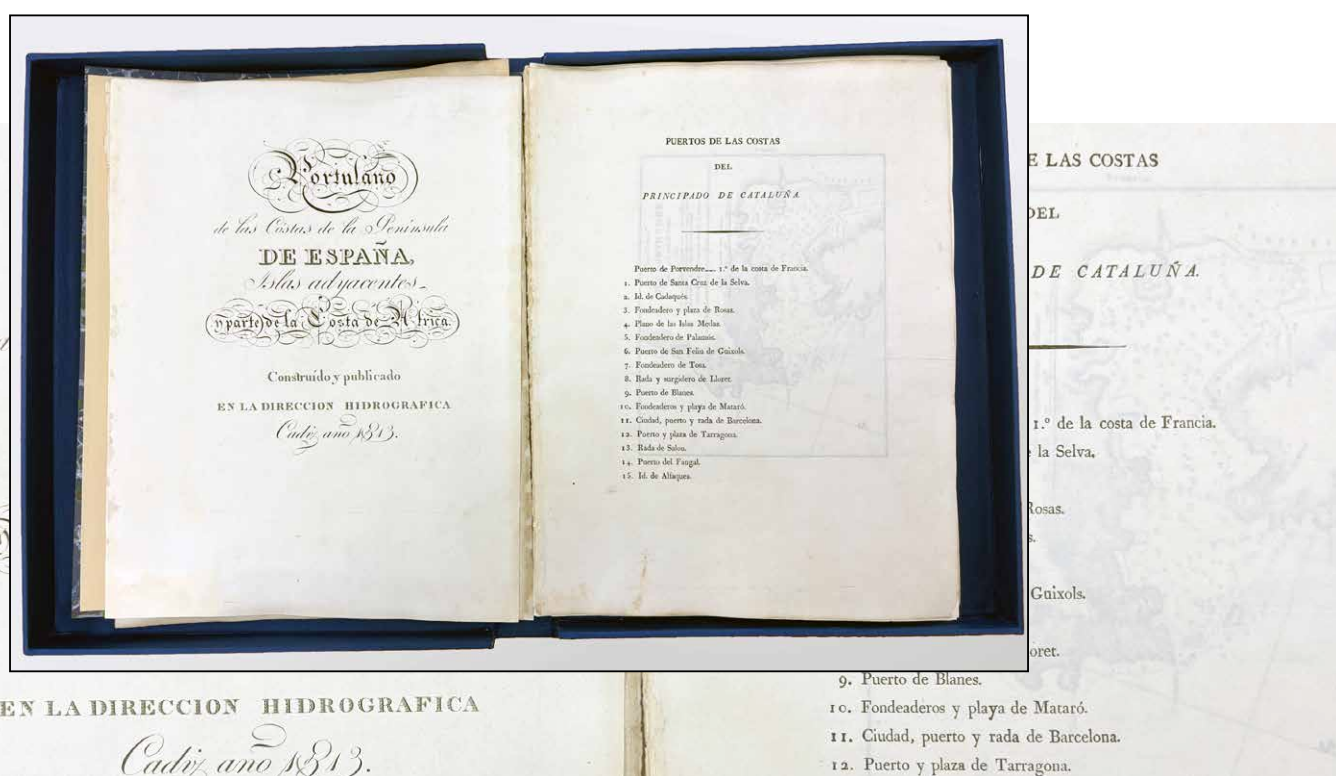 Portulano
de las Costas de la Peninsula
DE ESPAÑA,
Islas adyacentes
y parte de la Costa de Africa
Construído y publicado
EN LA DIRECCION HIDROGRAFICA
Cadiz año 1813.
PUERTOS DE LAS COSTAS
DEL
PRINCIPADO DE CATALUÑA.
Puerto de Porvendre.... 1.º de la costa de Francia.
1. Puerto de Santa Cruz de la Selva.
2. Id. de Cadaqués.
3. Fondeadero y plaza de Rosas.
4. Plano de las Islas Medas.
5. Fondeadero de Palamós.
6. Puerto de San Feliu de Guixols.
7. Fondeadero de Tosa.
8. Rada y surgidero de Lloret.
9. Puerto de Blanes.
10. Fondeaderos y playa de Mataró.
11. Ciudad, puerto y rada de Barcelona.
12. Puerto y plaza de Tarragona.
13. Rada de Salou.
14. Puerto del Fangal.
15. Id. de Alfaques.
E LAS COSTAS
DEL
DE CATALUÑA.
1.º de la costa de Francia.
la Selva.
Rosas.
s.
Guixols.
oret.
9. Puerto de Blanes.
10. Fondeaderos y playa de Mataró.
11. Ciudad, puerto y rada de Barcelona.
12. Puerto y plaza de Tarragona.
EN LA DIRECCION HIDROGRAFICA
Cadiz año 1813.